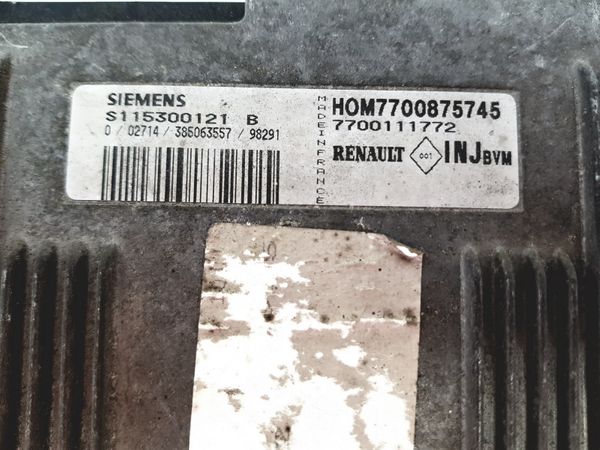 SIEMENS
S115300121 B
0 / 02714 / 385063557 / 98291
MADE IN FRANCE
HOM7700875745
7700111772
RENAULT 001 INJ BVM